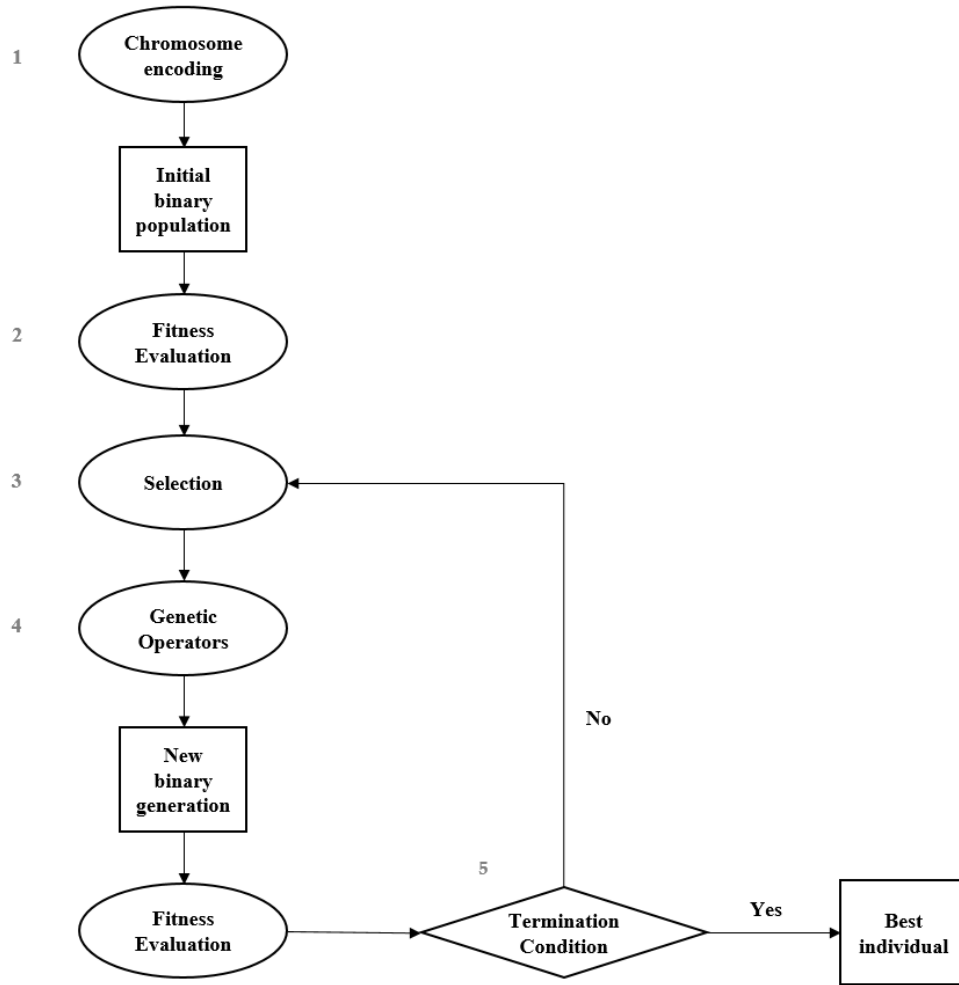 1
Chromosome
encoding
Initial
binary
population
2
Fitness
Evaluation
3
Selection
4
Genetic
Operators
No
New
binary
generation
5
Fitness
Evaluation
Termination
Condition
Yes
Best
individual